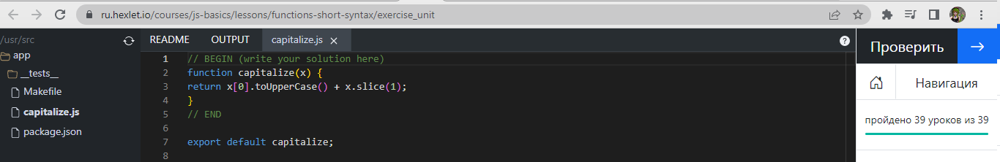 ru.hexlet.io/courses/js-basics/lessons/functions-short-syntax/exercise_unit
/usr/src
app
__tests__
Makefile
capitalize.js
package.json
README OUTPUT capitalize.js
1 // BEGIN (write your solution here)
2 function capitalize(x) {
3 return x[0].toUpperCase() + x.slice(1);
4 }
5 // END
6
7 export default capitalize;
8
Проверить
Навигация
пройдено 39 уроков из 39